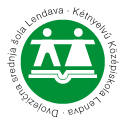 Dvojezična srednja šola Lendava · Kétnyelvű Középiskola Lendva ·